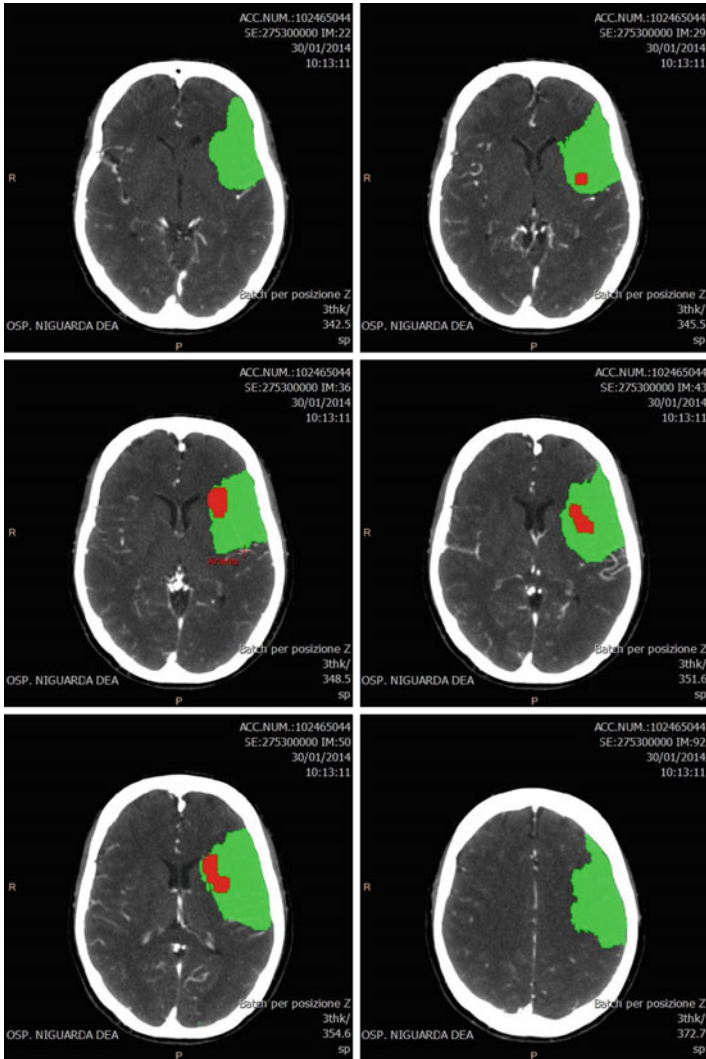 ACC.NUM.:102465044
SE:275300000 IM:22
30/01/2014
10:13:11
R
Batch per posizione Z
3thk/
OSP. NIGUARDA DEA
342.5
sp
P
ACC.NUM.:102465044
SE:275300000 IM:29
30/01/2014
10:13:11
R
Batch per posizione Z
3thk/
OSP. NIGUARDA DEA
345.5
sp
P
ACC.NUM.:102465044
SE:275300000 IM:36
30/01/2014
10:13:11
R
Batch per posizione Z
3thk/
OSP. NIGUARDA DEA
348.5
sp
P
ACC.NUM.:102465044
SE:275300000 IM:43
30/01/2014
10:13:11
R
Batch per posizione Z
3thk/
OSP. NIGUARDA DEA
351.6
sp
P
ACC.NUM.:102465044
SE:275300000 IM:50
30/01/2014
10:13:11
R
Batch per posizione Z
3thk/
OSP. NIGUARDA DEA
354.6
sp
P
ACC.NUM.:102465044
SE:275300000 IM:92
30/01/2014
10:13:11
R
Batch per posizione Z
3thk/
OSP. NIGUARDA DEA
372.7
sp
P